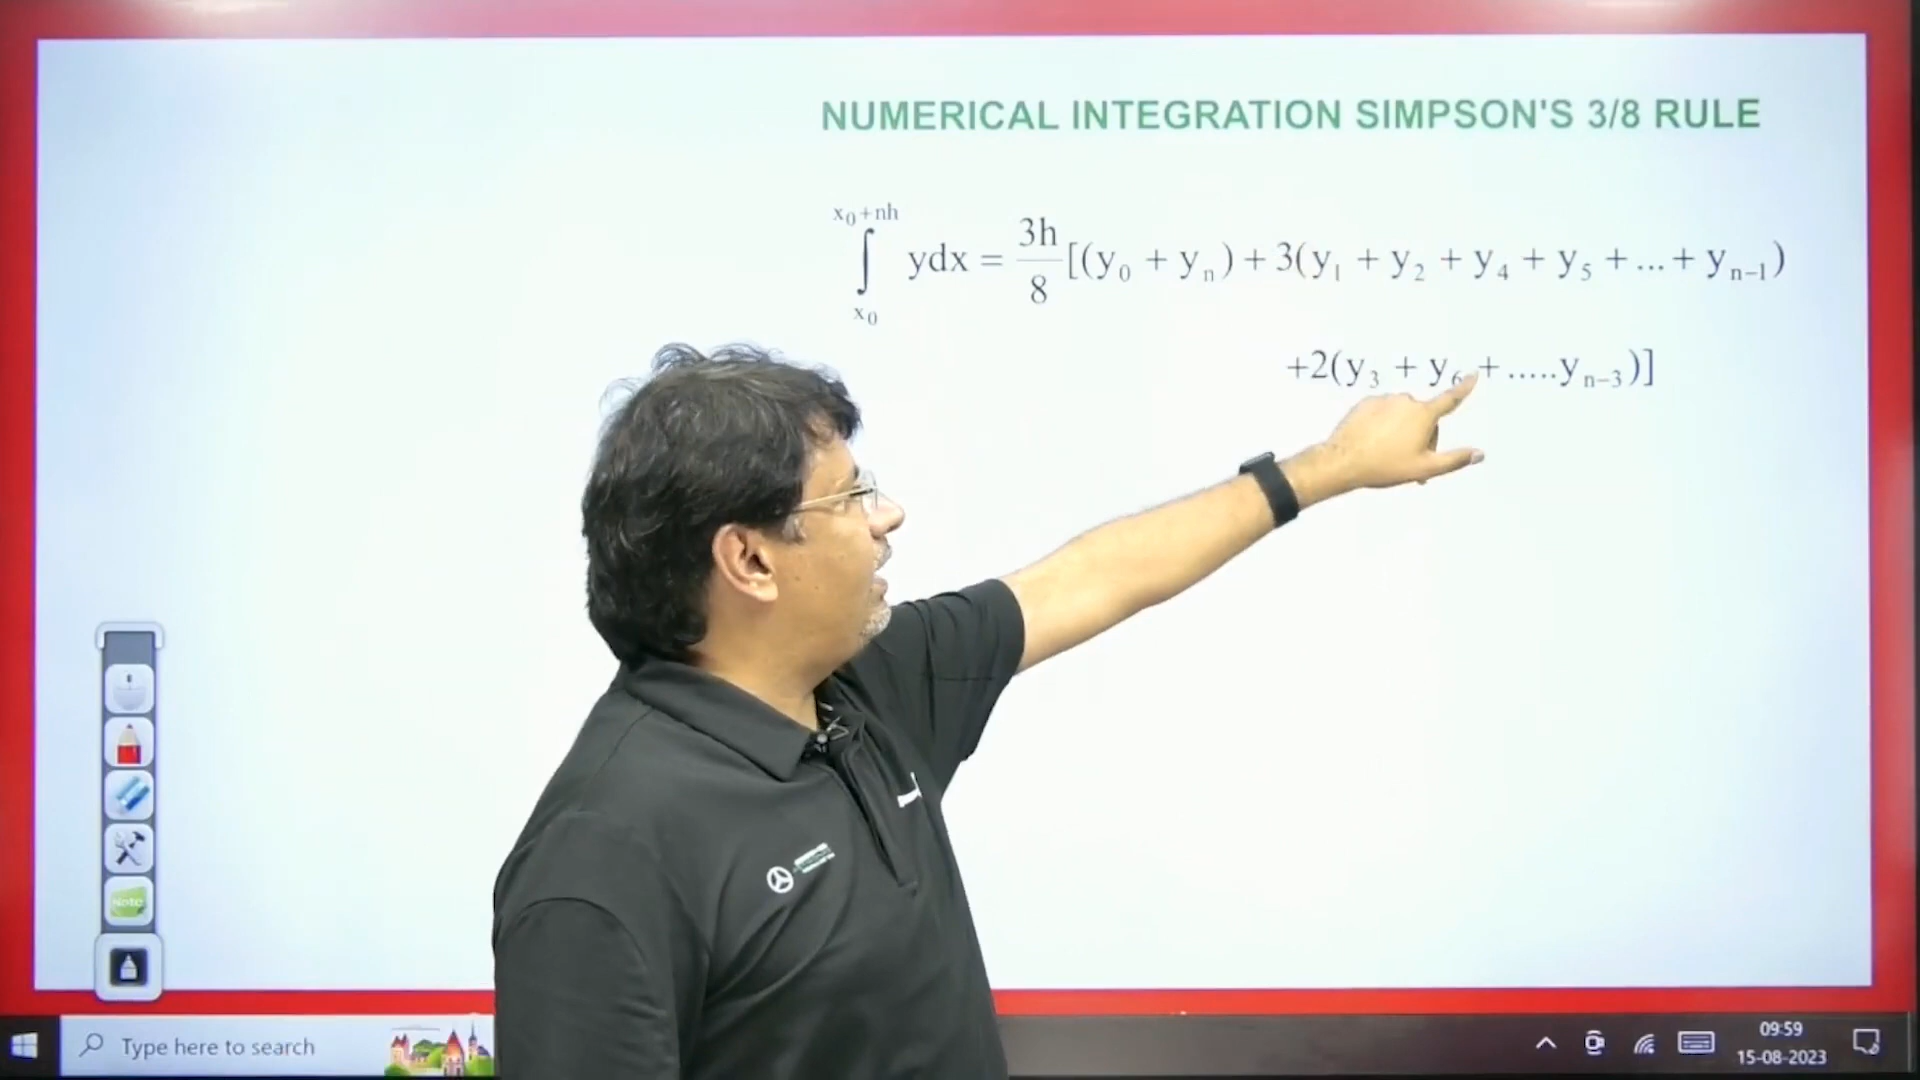 NUMERICAL INTEGRATION SIMPSON'S 3/8 RULE
∫_{x₀}^{x₀+nh} ydx = 3h/8 [(y₀ + yₙ) + 3(y₁ + y₂ + y₄ + y₅ + ... + yₙ₋₁)
+2(y₃ + y₆ + .....yₙ₋₃)]
Note
Type here to search
09:59
15-08-2023